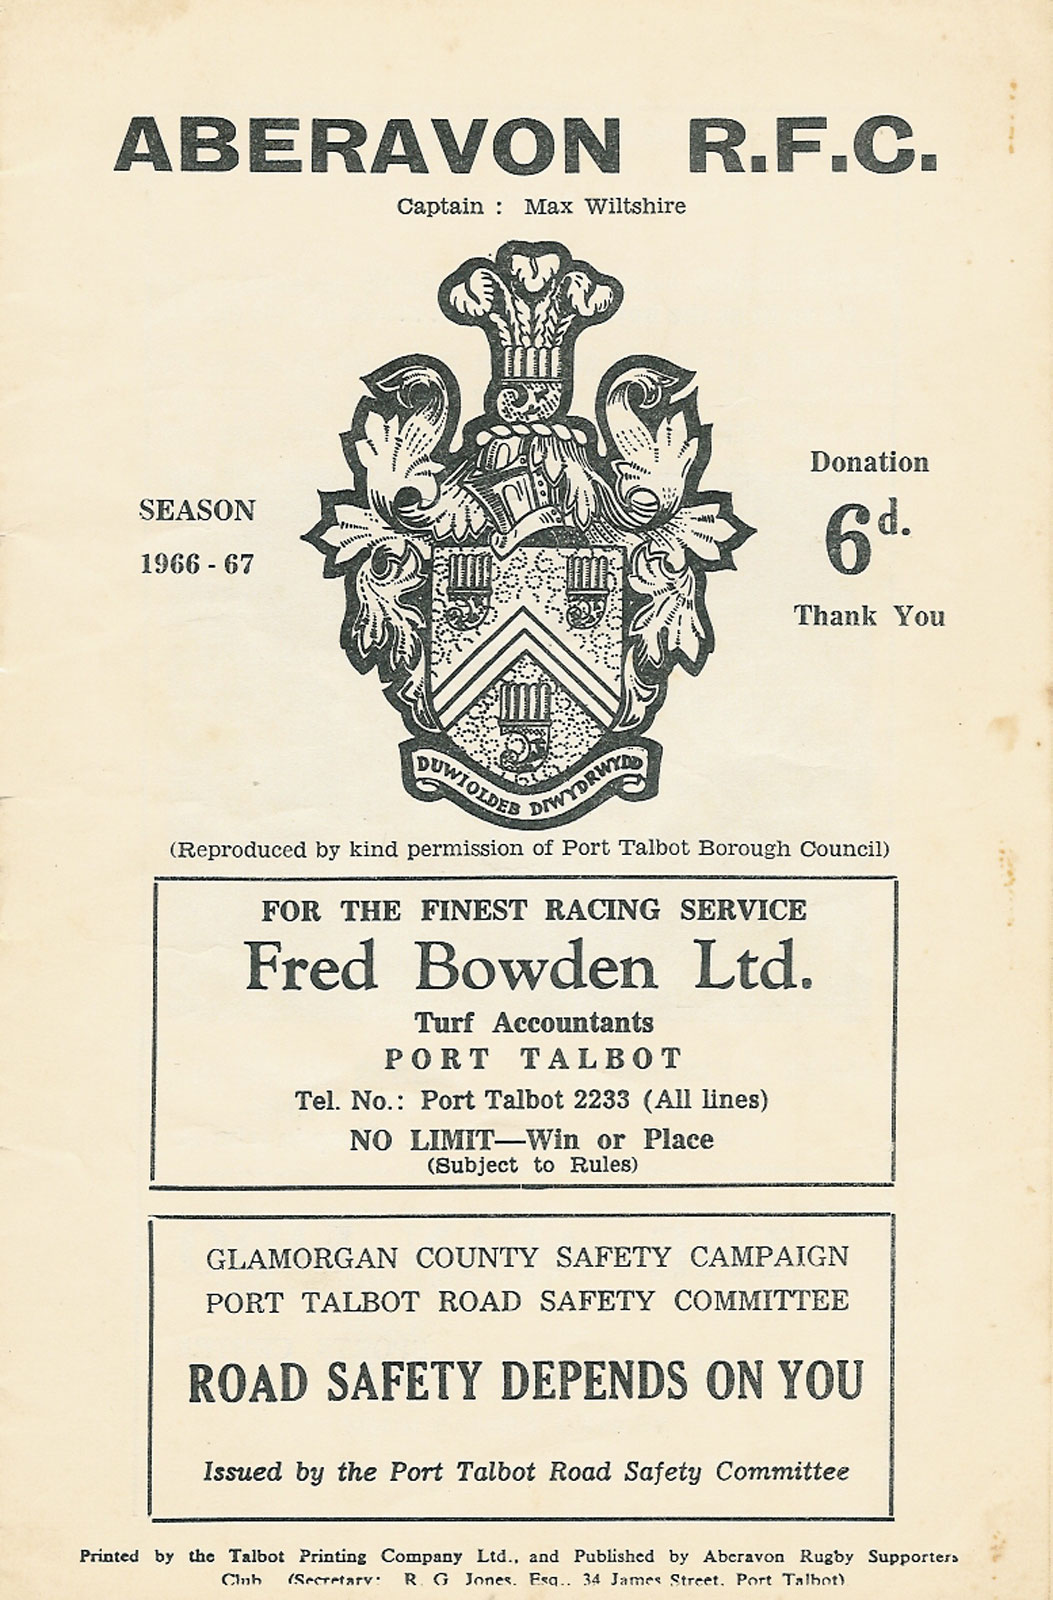 ABERAVON R.F.C.
Captain : Max Wiltshire
SEASON
1966 - 67
Donation
6d.
Thank You
DUWIOLDEB DIWYDRWYDD
(Reproduced by kind permission of Port Talbot Borough Council)
FOR THE FINEST RACING SERVICE
Fred Bowden Ltd.
Turf Accountants
PORT TALBOT
Tel. No.: Port Talbot 2233 (All lines)
NO LIMIT—Win or Place
(Subject to Rules)
GLAMORGAN COUNTY SAFETY CAMPAIGN
PORT TALBOT ROAD SAFETY COMMITTEE
ROAD SAFETY DEPENDS ON YOU
Issued by the Port Talbot Road Safety Committee
Printed by the Talbot Printing Company Ltd., and Published by Aberavon Rugby Supporters
Club (Secretary: R. G. Jones, Esq., 34 James Street, Port Talbot)